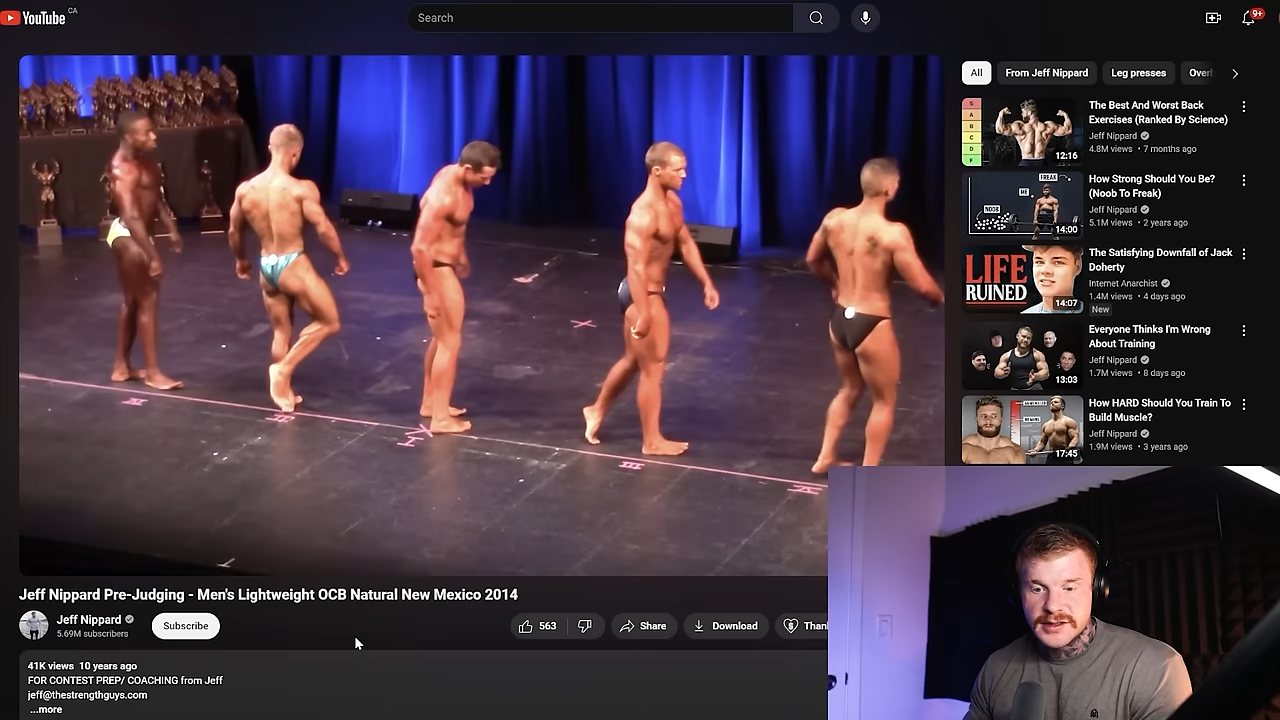 YouTube CA
Search
9+
All
From Jeff Nippard
Leg presses
S
A
B
C
D
F
12:16
The Best And Worst Back
Exercises (Ranked By Science)
Jeff Nippard
4.8M views • 7 months ago
FREAK
ME
NOOB
14:00
How Strong Should You Be?
(Noob To Freak)
Jeff Nippard
5.1M views • 2 years ago
LIFE
RUINED
14:07
The Satisfying Downfall of Jack
Doherty
Internet Anarchist
1.4M views • 4 days ago
New
13:03
Everyone Thinks I'm Wrong
About Training
Jeff Nippard
1.7M views • 8 days ago
17:45
How HARD Should You Train To
Build Muscle?
Jeff Nippard
1.9M views • 3 years ago
Jeff Nippard Pre-Judging - Men's Lightweight OCB Natural New Mexico 2014
Jeff Nippard
5.69M subscribers
Subscribe
563
Share
Download
Than
41K views 10 years ago
FOR CONTEST PREP/ COACHING from Jeff
jeff@thestrengthguys.com
...more